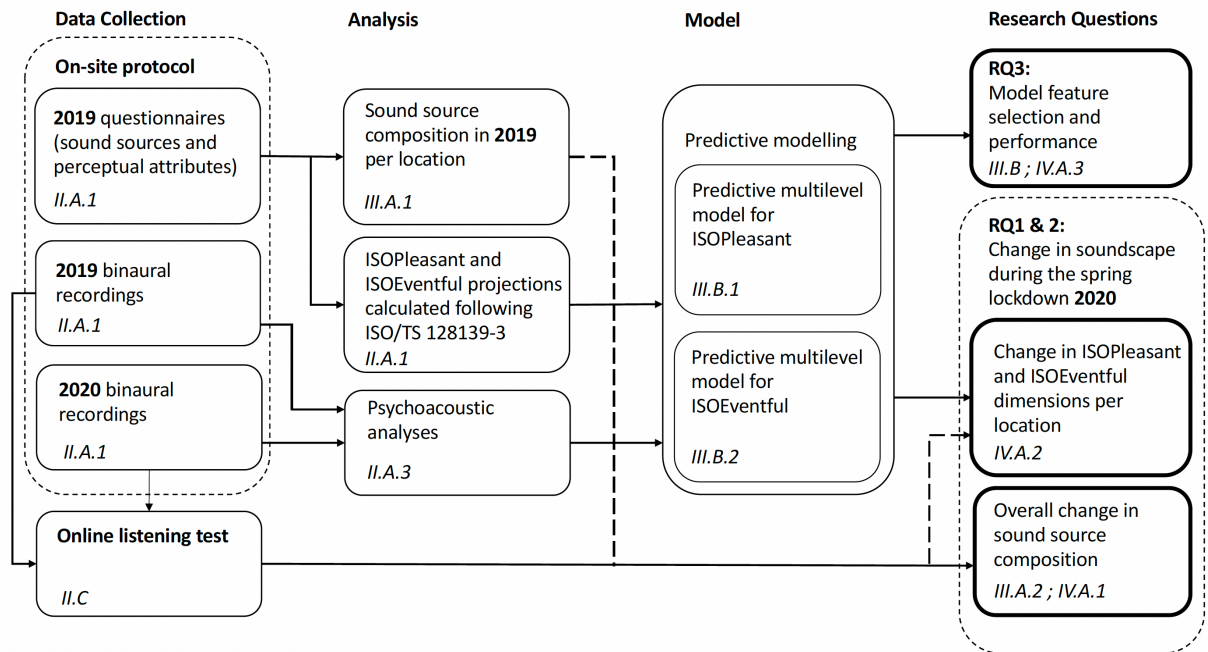 Data Collection
Analysis
Model
Research Questions
On-site protocol
2019 questionnaires
(sound sources and
perceptual attributes)
II.A.1
2019 binaural
recordings
II.A.1
2020 binaural
recordings
II.A.1
Online listening test
II.C
Sound source
composition in 2019
per location
III.A.1
ISOPleasant and
ISOEventful projections
calculated following
ISO/TS 128139-3
II.A.1
Psychoacoustic
analyses
II.A.3
Predictive modelling
Predictive multilevel
model for
ISOPleasant
III.B.1
Predictive multilevel
model for
ISOEventful
III.B.2
RQ3:
Model feature
selection and
performance
III.B ; IV.A.3
RQ1 & 2:
Change in soundscape
during the spring
lockdown 2020
Change in ISOPleasant
and ISOEventful
dimensions per
location
IV.A.2
Overall change in
sound source
composition
III.A.2 ; IV.A.1